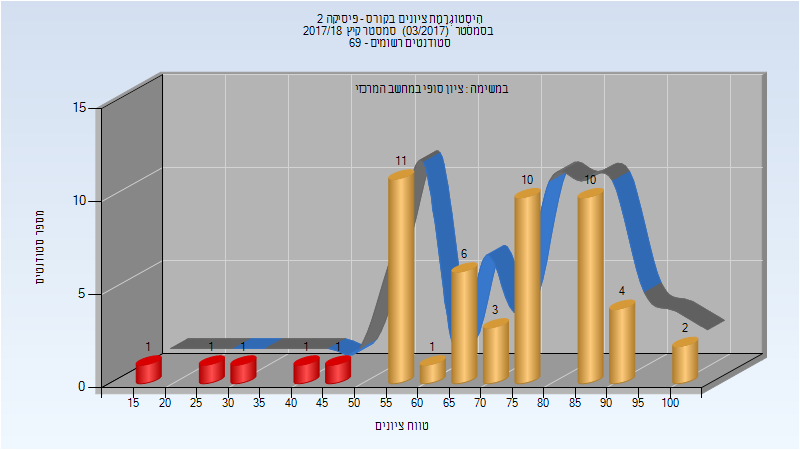 היסטוגרמת ציונים בקורס - פיסיקה 2
בסמסטר (03/2017) סמסטר קיץ 2017/18
סטודנטים רשומים - 69
במשימה : ציון סופי במחשב המרכזי
מספר סטודנטים
15
10
5
0
1
1
1
1
1
11
1
6
3
10
10
4
2
15 20 25 30 35 40 45 50 55 60 65 70 75 80 85 90 95 100
טווח ציונים